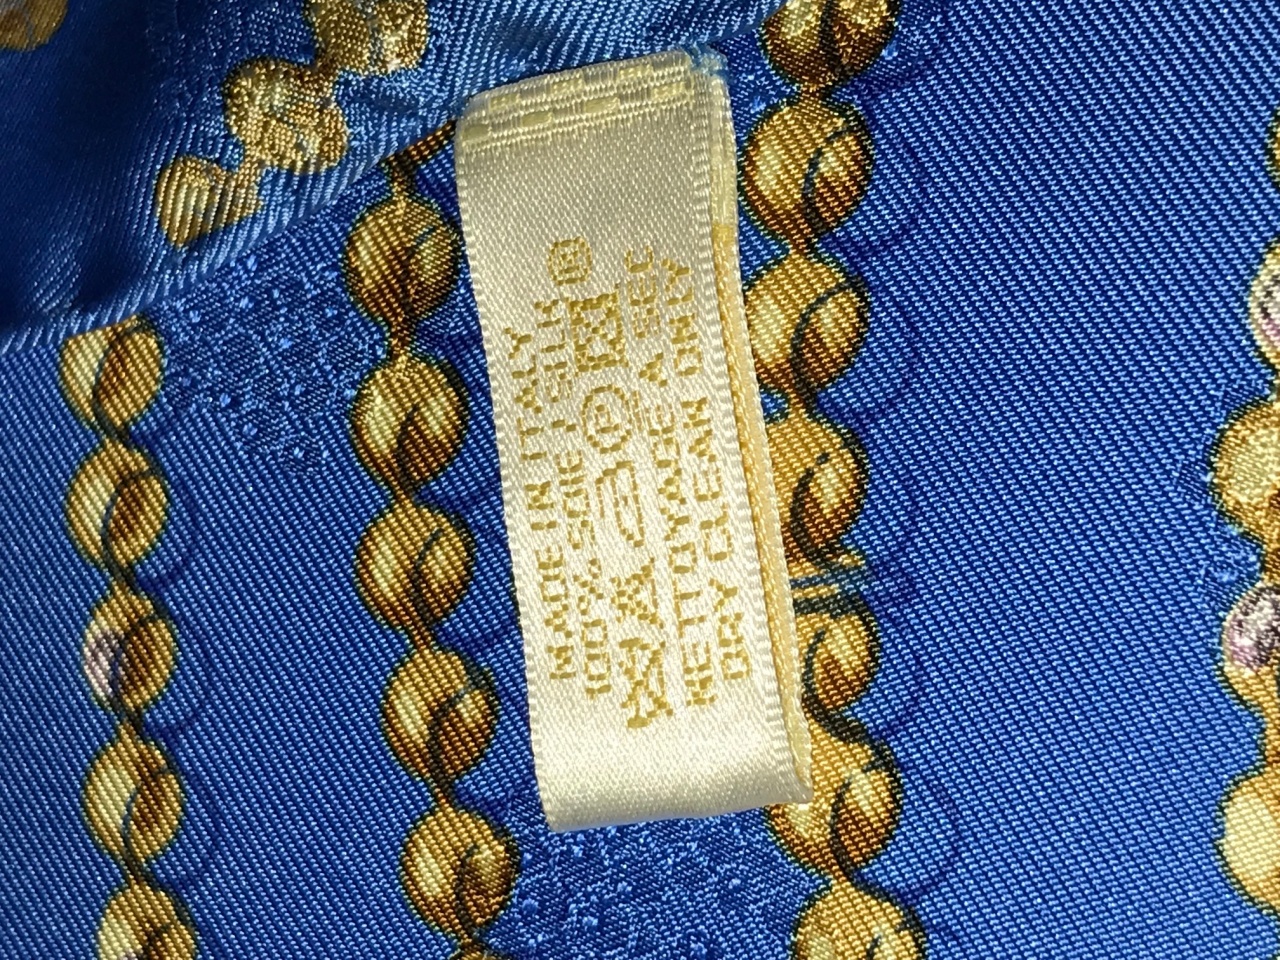 MADE IN ITALY
100% SOIE / SILK
P
NETTOYAGE A SEC
DRY CLEAN ONLY